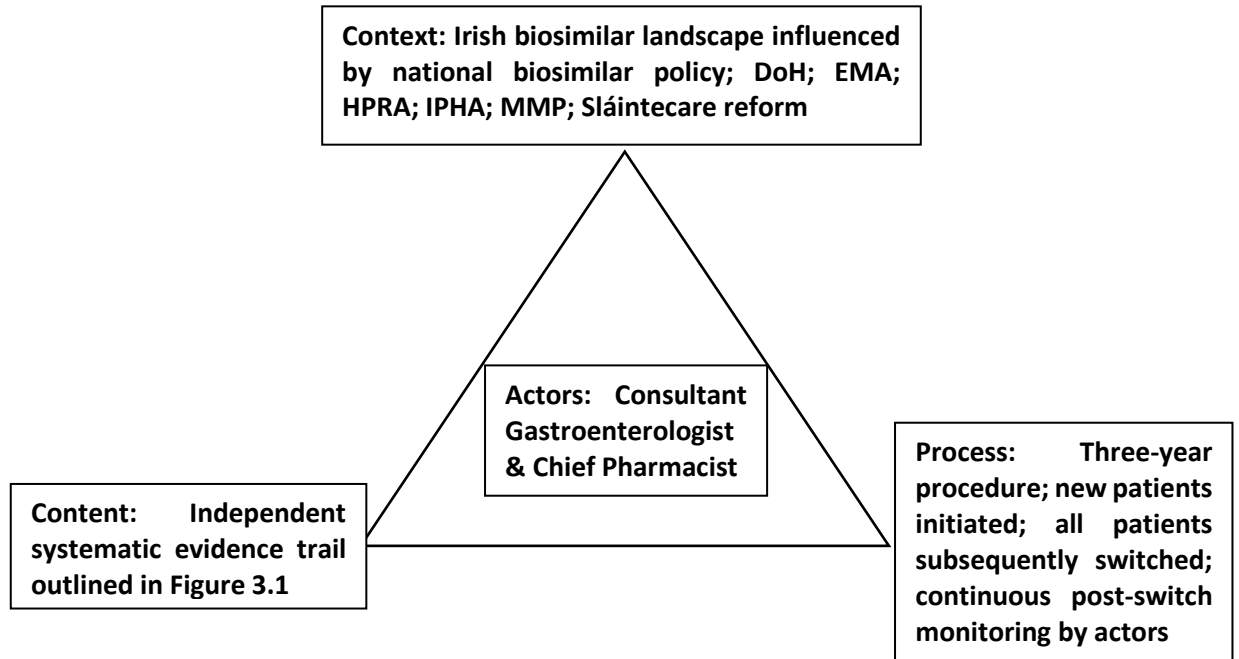 Context: Irish biosimilar landscape influenced
by national biosimilar policy; DoH; EMA;
HPRA; IPHA; MMP; Sláintecare reform
Actors: Consultant
Gastroenterologist
& Chief Pharmacist
Content: Independent
systematic evidence trail
outlined in Figure 3.1
Process: Three-year
procedure; new patients
initiated; all patients
subsequently switched;
continuous post-switch
monitoring by actors